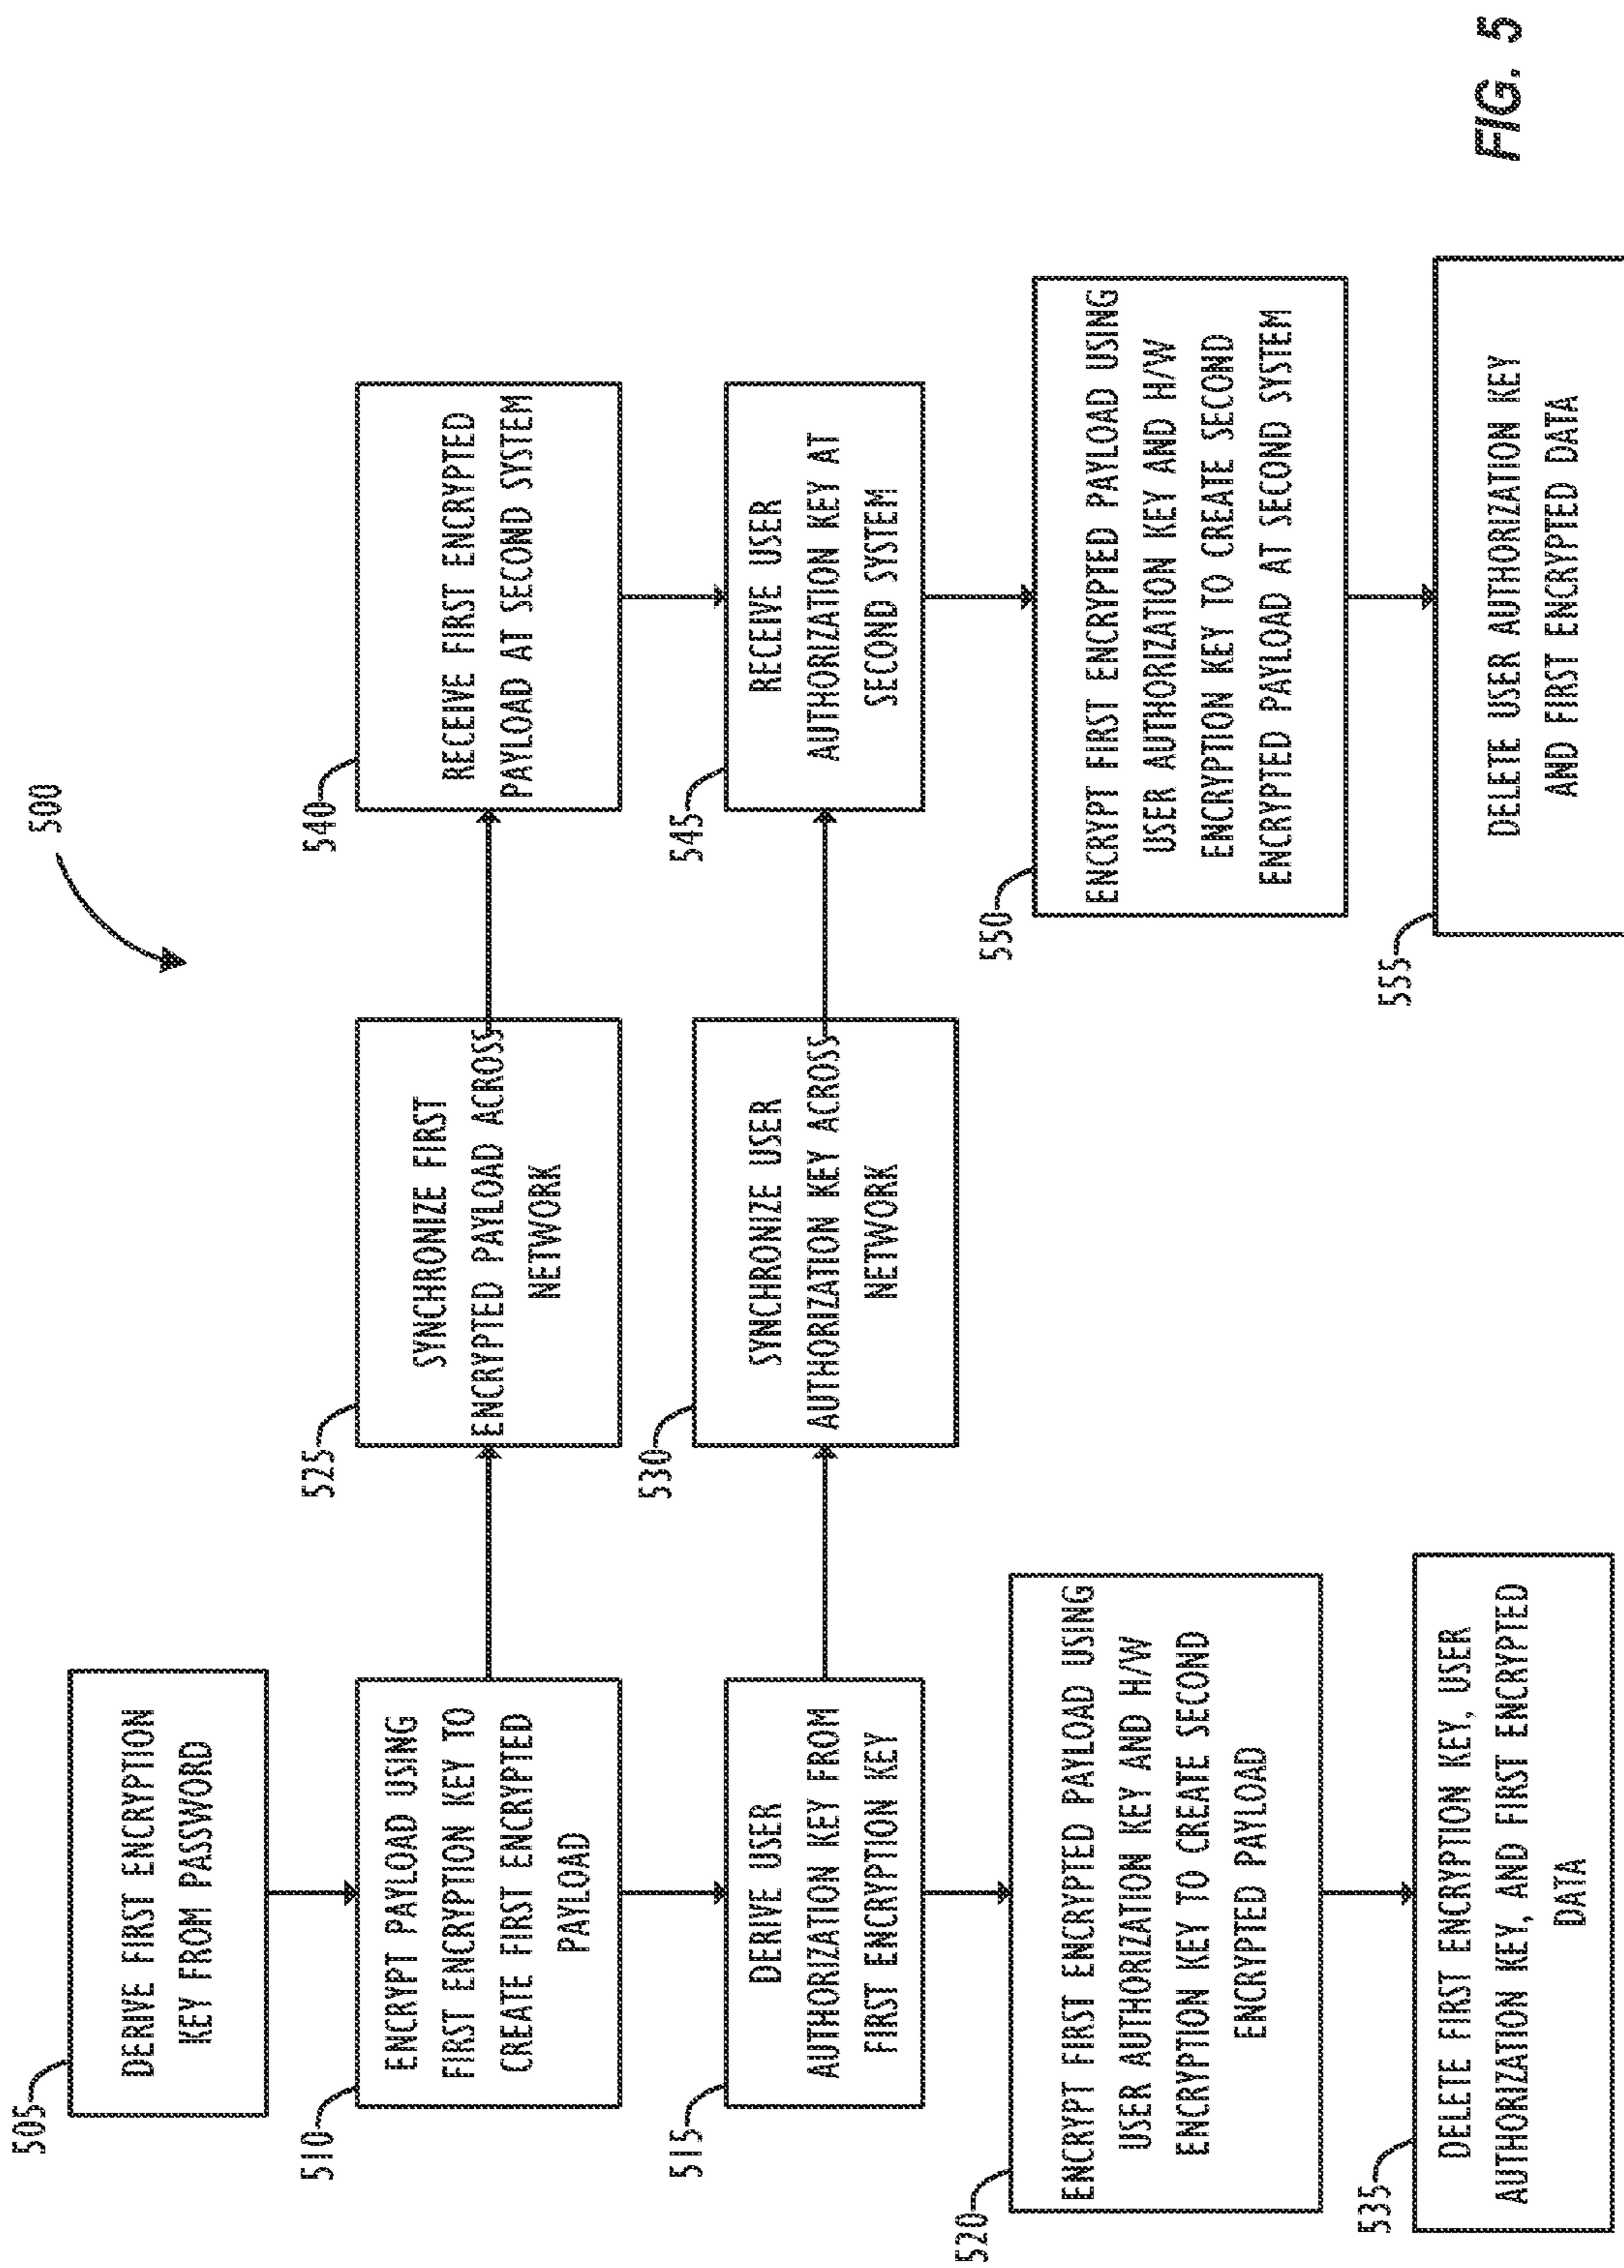 500
505
DERIVE FIRST ENCRYPTION
KEY FROM PASSWORD
510
ENCRYPT PAYLOAD USING
FIRST ENCRYPTION KEY TO
CREATE FIRST ENCRYPTED
PAYLOAD
525
SYNCHRONIZE FIRST
ENCRYPTED PAYLOAD ACROSS
NETWORK
540
RECEIVE FIRST ENCRYPTED
PAYLOAD AT SECOND SYSTEM
515
DERIVE USER
AUTHORIZATION KEY FROM
FIRST ENCRYPTION KEY
530
SYNCHRONIZE USER
AUTHORIZATION KEY ACROSS
NETWORK
545
RECEIVE USER
AUTHORIZATION KEY AT
SECOND SYSTEM
520
ENCRYPT FIRST ENCRYPTED PAYLOAD USING
USER AUTHORIZATION KEY AND H/W
ENCRYPTION KEY TO CREATE SECOND
ENCRYPTED PAYLOAD
550
ENCRYPT FIRST ENCRYPTED PAYLOAD USING
USER AUTHORIZATION KEY AND H/W
ENCRYPTION KEY TO CREATE SECOND
ENCRYPTED PAYLOAD AT SECOND SYSTEM
535
DELETE FIRST ENCRYPTION KEY, USER
AUTHORIZATION KEY, AND FIRST ENCRYPTED
DATA
555
DELETE USER AUTHORIZATION KEY
AND FIRST ENCRYPTED DATA
FIG. 5